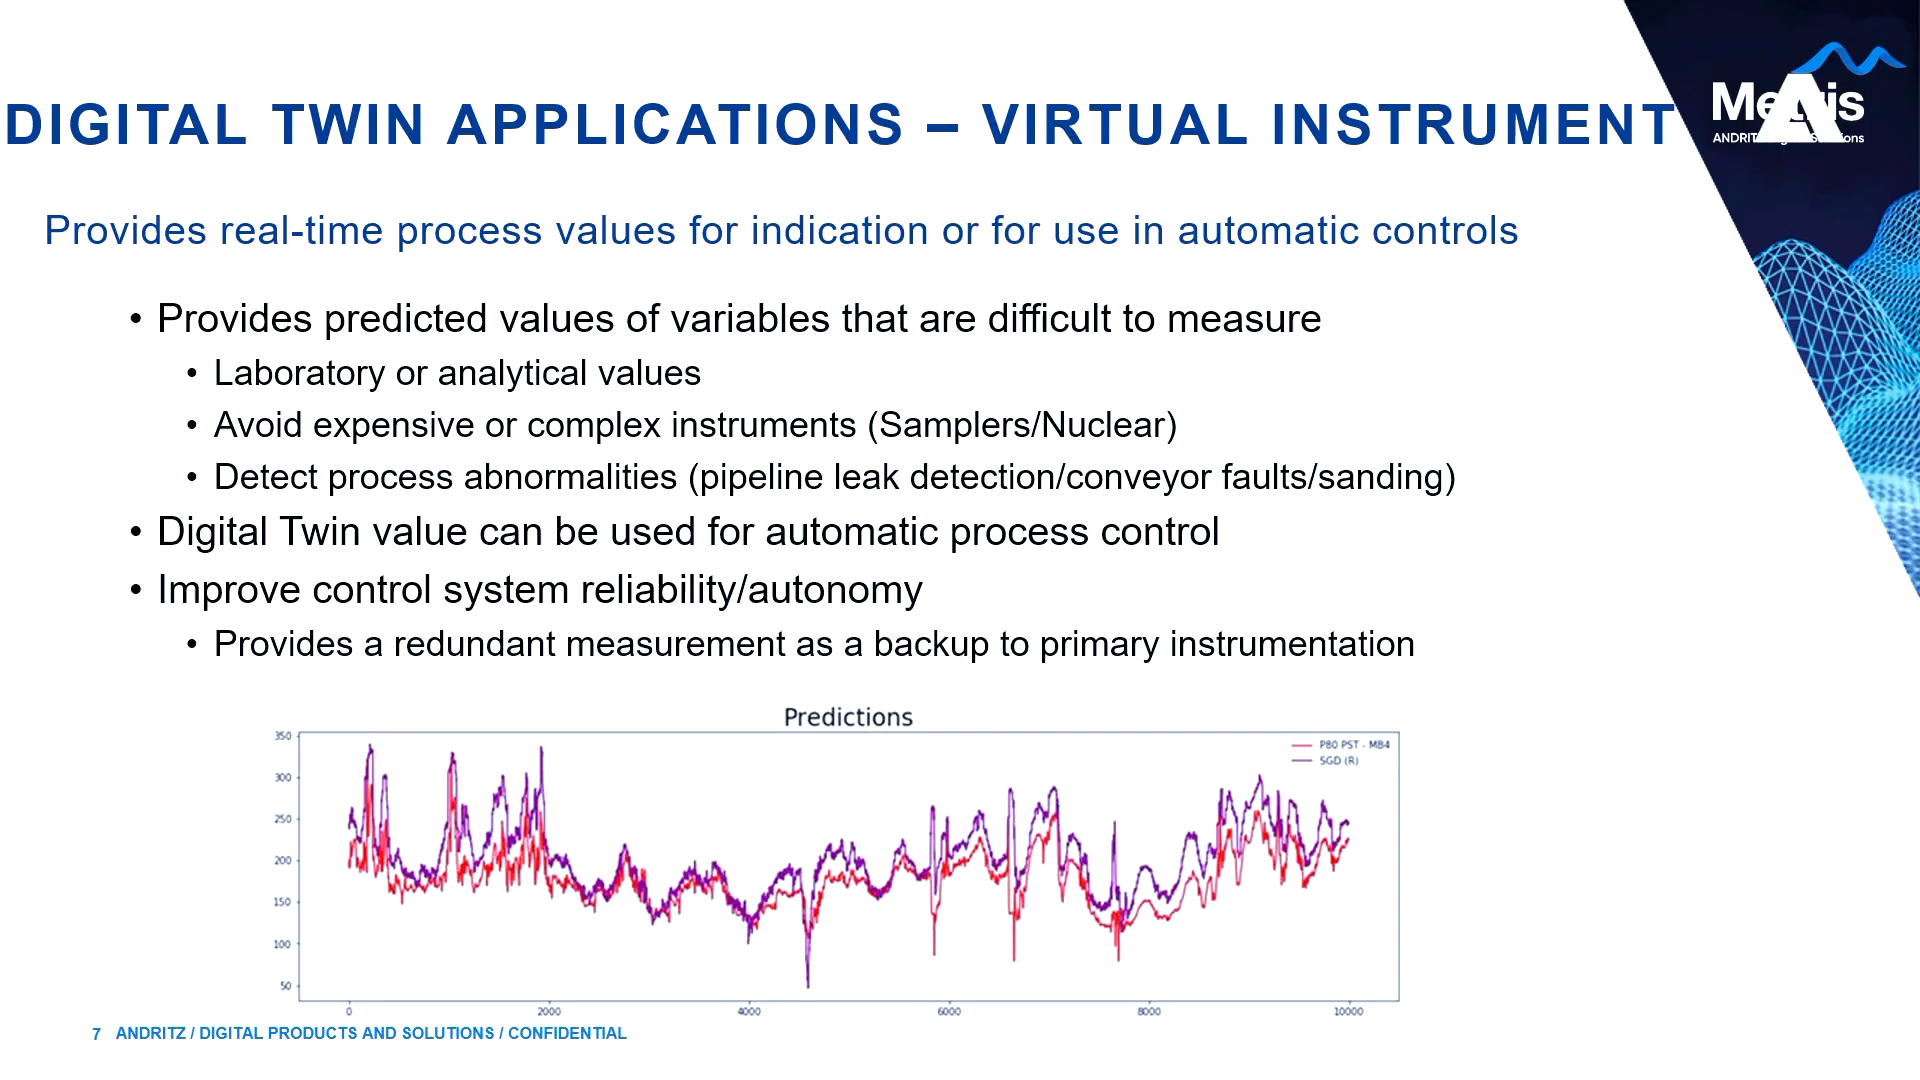 DIGITAL TWIN APPLICATIONS – VIRTUAL INSTRUMENT
Provides real-time process values for indication or for use in automatic controls
• Provides predicted values of variables that are difficult to measure
• Laboratory or analytical values
• Avoid expensive or complex instruments (Samplers/Nuclear)
• Detect process abnormalities (pipeline leak detection/conveyor faults/sanding)
• Digital Twin value can be used for automatic process control
• Improve control system reliability/autonomy
• Provides a redundant measurement as a backup to primary instrumentation
Predictions
P80 PST - MB4
SGD (R)
350
300
250
200
150
100
50
0 2000 4000 6000 8000 10000
7 ANDRITZ / DIGITAL PRODUCTS AND SOLUTIONS / CONFIDENTIAL